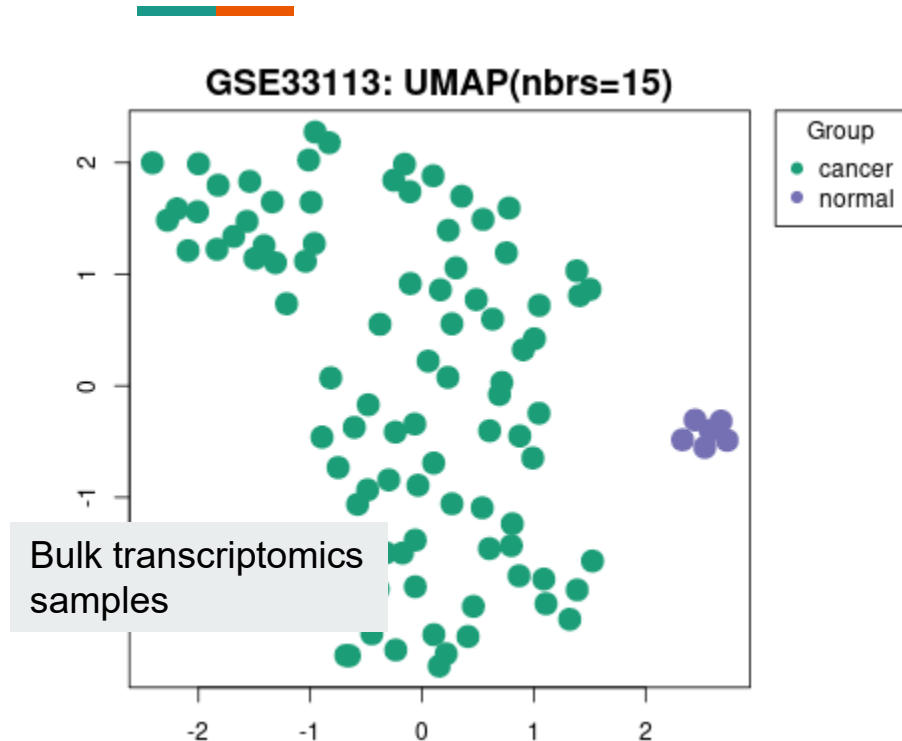 GSE33113: UMAP(nbrs=15)
Group
cancer
normal
2
1
0
-1
Bulk transcriptomics
samples
-2 -1 0 1 2